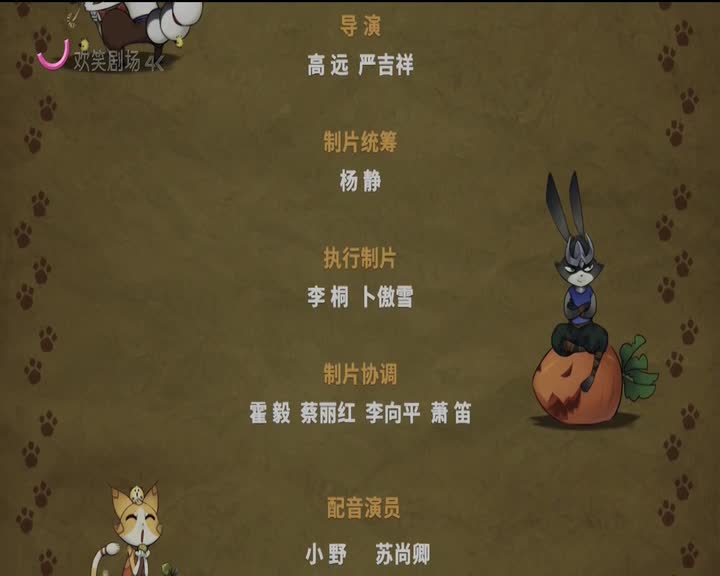 导 演
欢笑剧场 4K
高 远 严吉祥
制片统筹
杨 静
执行制片
李 桐 卜傲雪
制片协调
霍 毅 蔡丽红 李向平 萧 笛
配音演员
小 野 苏尚卿